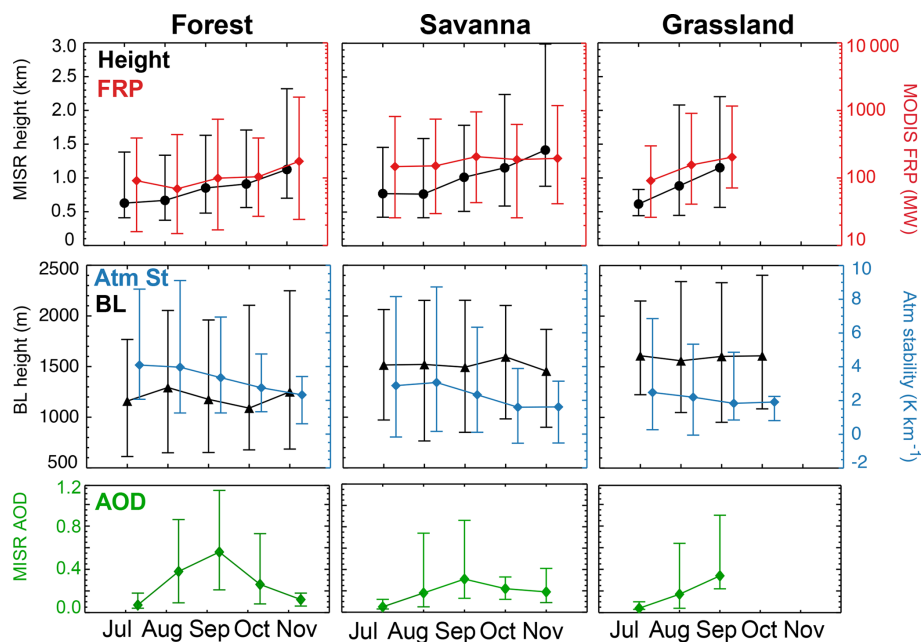 Forest Savanna Grassland
Height
FRP
MISR height (km)
3.0
2.5
2.0
1.5
1.0
0.5
0
10 000
1000
100
10
MODIS FRP (MW)
Atm St
BL
BL height (m)
2500
2000
1500
1000
500
10
8
6
4
2
0
-2
Atm stability (K km-1)
AOD
MISR AOD
1.2
0.8
0.4
0.0
Jul Aug Sep Oct Nov Jul Aug Sep Oct Nov Jul Aug Sep Oct Nov